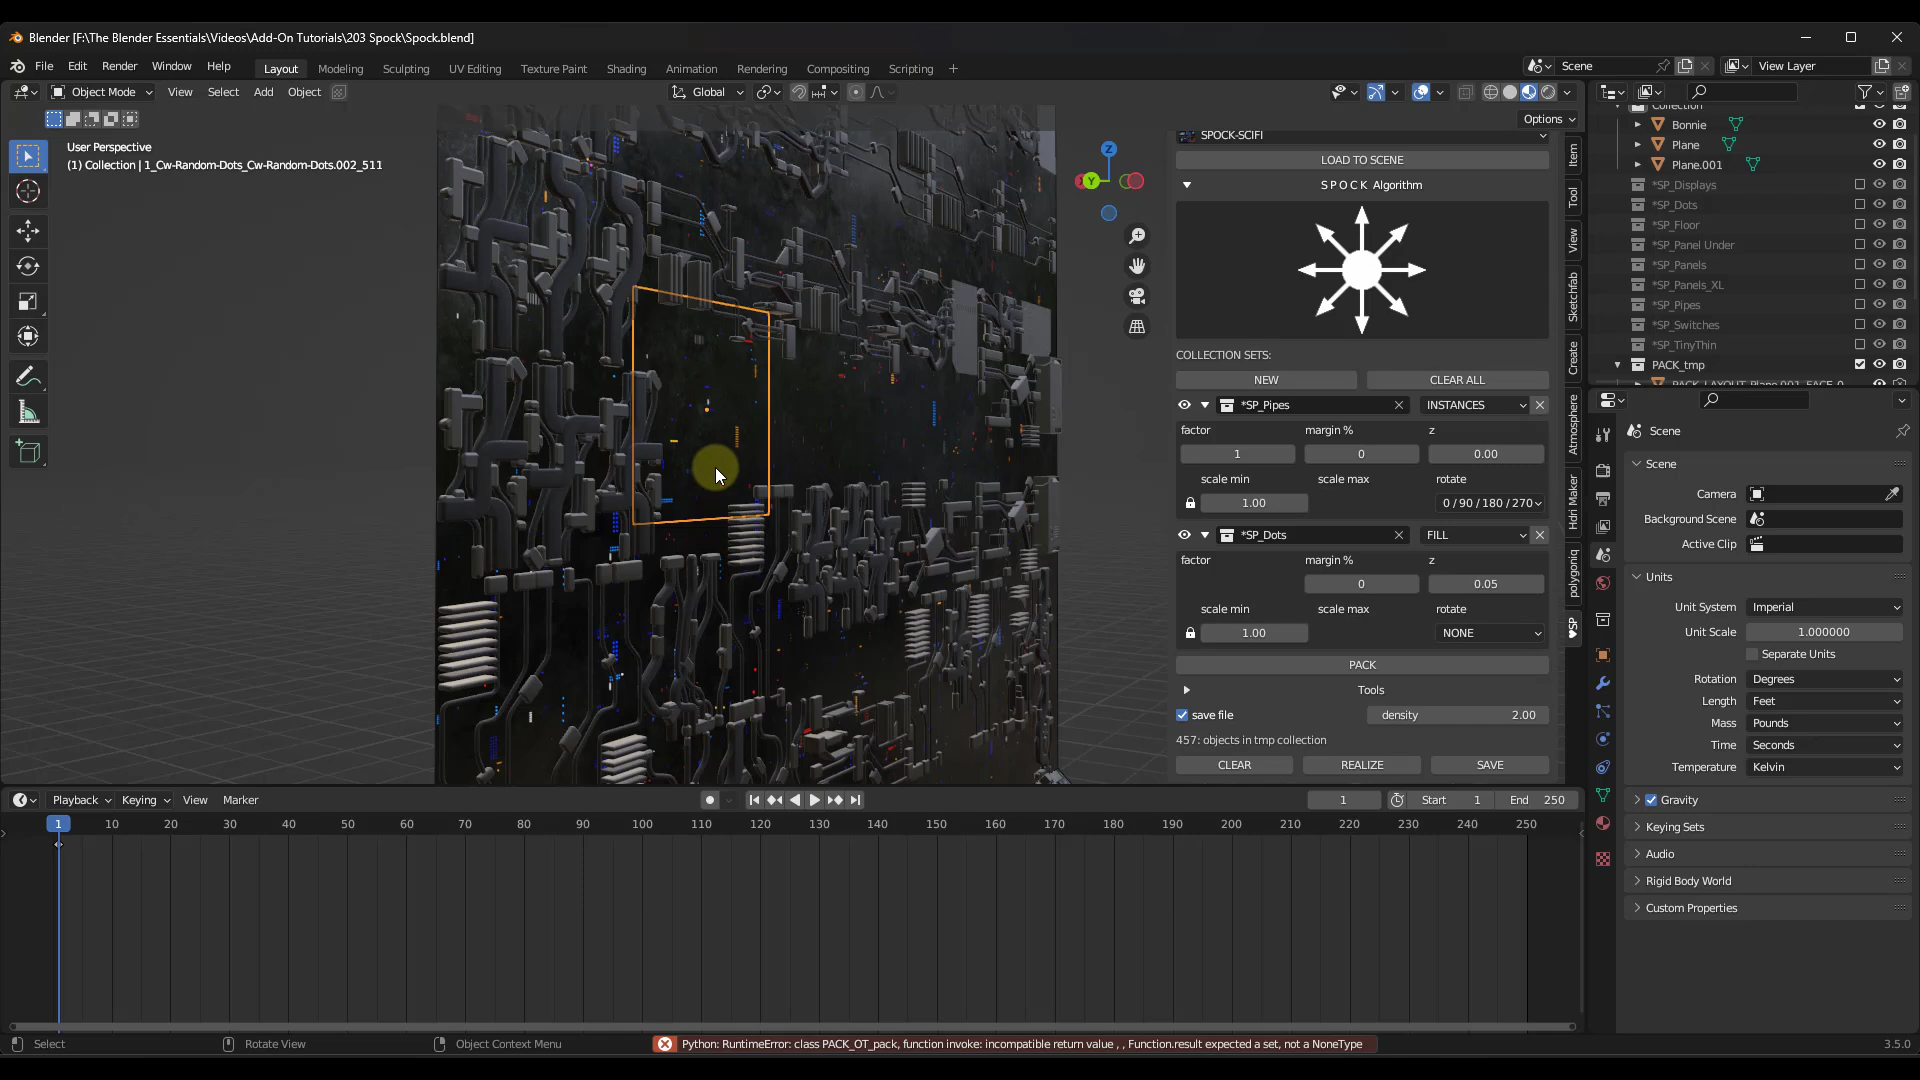 Blender [F:\The Blender Essentials\Videos\Add-On Tutorials\203 Spock\Spock.blend]
File Edit Render Window Help Layout Modeling Sculpting UV Editing Texture Paint Shading Animation Rendering Compositing Scripting + Scene View Layer
Object Mode View Select Add Object Global
Options
User Perspective
(1) Collection | 1_Cw-Random-Dots_Cw-Random-Dots.002_511
Z
Y
SPOCK-SCIFI
LOAD TO SCENE
S P O C K Algorithm
COLLECTION SETS:
NEW CLEAR ALL
*SP_Pipes INSTANCES
factor margin % z
1 0 0.00
scale min scale max rotate
1.00 0 / 90 / 180 / 270
*SP_Dots FILL
factor margin % z
0 0.05
scale min scale max rotate
1.00 NONE
PACK
Tools
save file density 2.00
457: objects in tmp collection
CLEAR REALIZE SAVE
Item
Tool
View
Sketchfab
Create
Atmosphere
Hdri Maker
polygoniq
♥SP
Collection
Bonnie
Plane
Plane.001
*SP_Displays
*SP_Dots
*SP_Floor
*SP_Panel Under
*SP_Panels
*SP_Panels_XL
*SP_Pipes
*SP_Switches
*SP_TinyThin
PACK_tmp
PACK_LAYOUT_Plane.001_FACE_0
Scene
Scene
Camera
Background Scene
Active Clip
Units
Unit System Imperial
Unit Scale 1.000000
Separate Units
Rotation Degrees
Length Feet
Mass Pounds
Time Seconds
Temperature Kelvin
Gravity
Keying Sets
Audio
Rigid Body World
Custom Properties
Playback Keying View Marker 1 Start 1 End 250
1 10 20 30 40 50 60 70 80 90 100 110 120 130 140 150 160 170 180 190 200 210 220 230 240 250
Select Rotate View Object Context Menu Python: RuntimeError: class PACK_OT_pack, function invoke: incompatible return value , , Function.result expected a set, not a NoneType 3.5.0